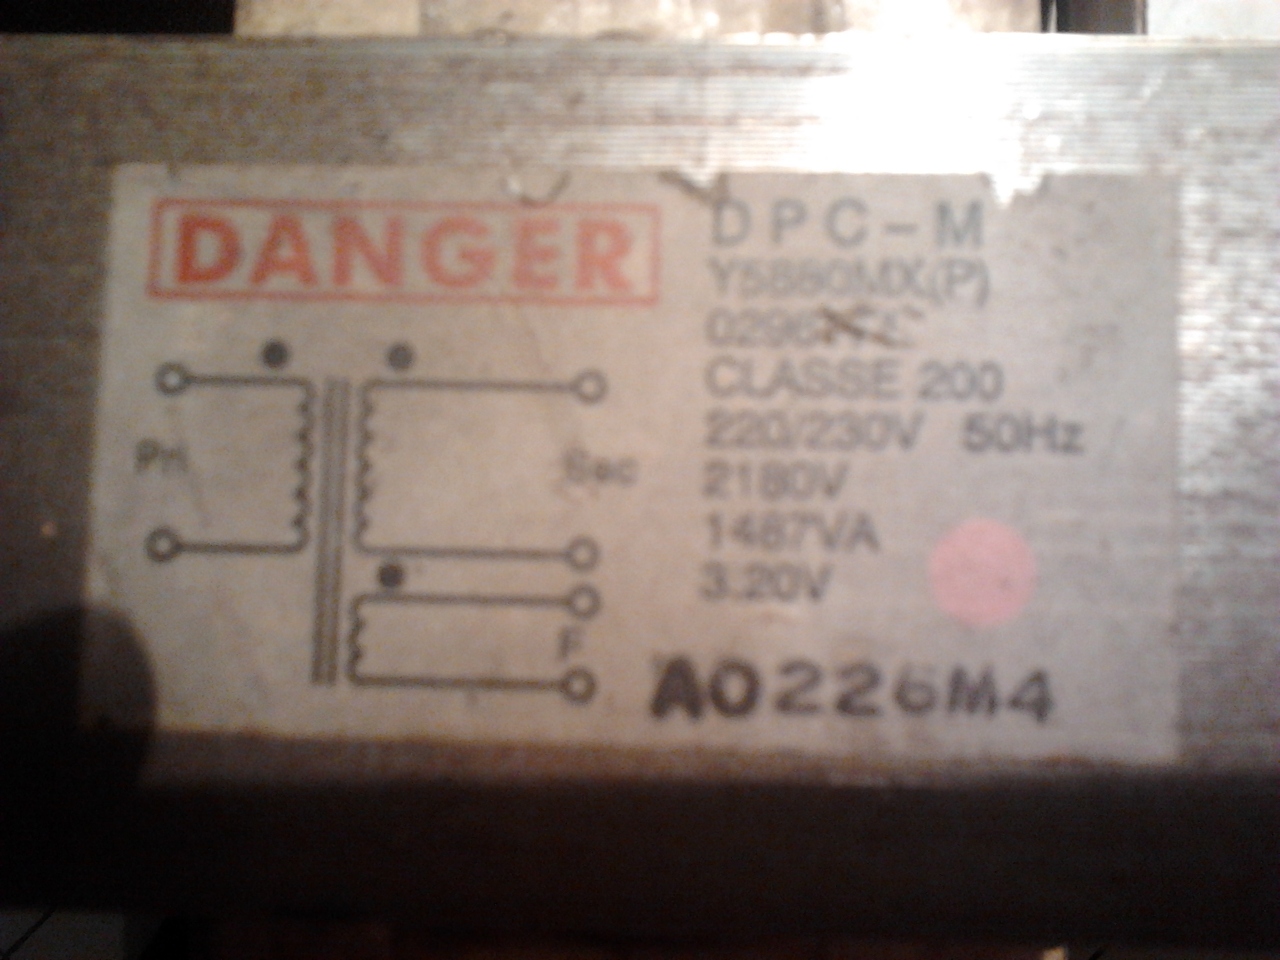 DANGER
DPC-M
Y5880MX(P)
CLASSE 200
220/230V 50Hz
2180V
1487VA
3.20V
Pri
Sec
F
A0226M4